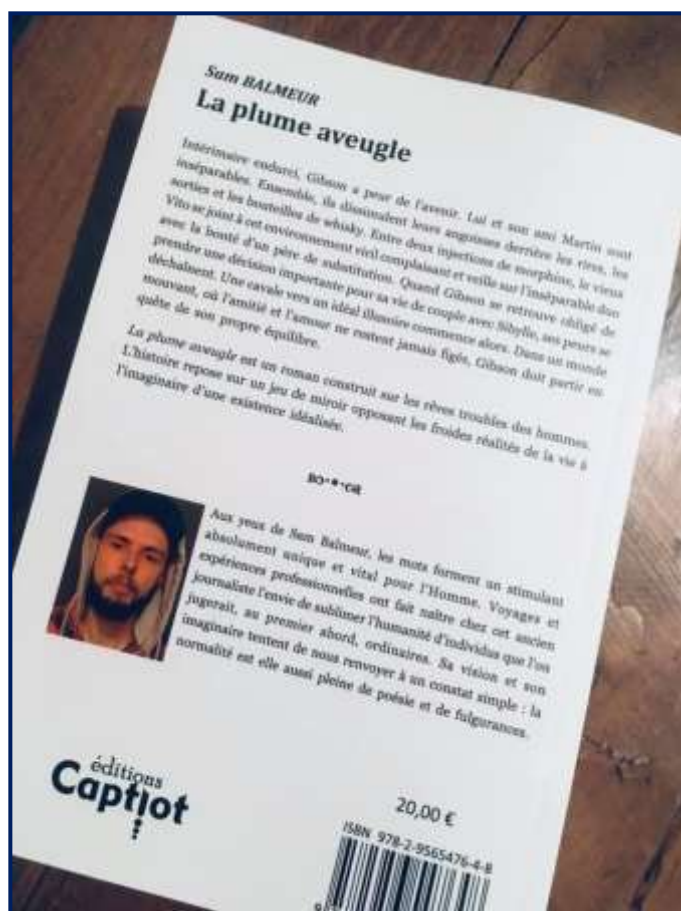 Sam BALMEUR
La plume aveugle
Intérimaire endurci, Gibson a peur de l'avenir. Lui et son ami Martin sont
inséparables. Ensemble, ils dissimulent leurs angoisses derrière les rires, les
sorties et les bouteilles de whisky. Entre deux injections de morphine, le vieux
Vito se joint à cet environnement viril complaisant et veille sur l'inséparable duo
avec la bonté d'un père de substitution. Quand Gibson se retrouve obligé de
prendre une décision importante pour sa vie de couple avec Sibylle, ses peurs se
déchaînent. Une cavale vers un idéal illusoire commence alors. Dans un monde
mouvant, où l'amitié et l'amour ne restent jamais figés, Gibson doit partir en
quête de son propre équilibre.
La plume aveugle est un roman construit sur les rêves troubles des hommes.
L'histoire repose sur un jeu de miroir opposant les froides réalités de la vie à
l'imaginaire d'une existence idéalisée.
Aux yeux de Sam Balmeur, les mots forment un stimulant
absolument unique et vital pour l'Homme. Voyages et
expériences professionnelles ont fait naître chez cet ancien
journaliste l'envie de sublimer l'humanité d'individus que l'on
jugerait, au premier abord, ordinaires. Sa vision et son
imaginaire tentent de nous renvoyer à un constat simple : la
normalité est elle aussi pleine de poésie et de fulgurances.
éditions
Captiot
20,00 €
ISBN 978-2-9565476-4-8
9